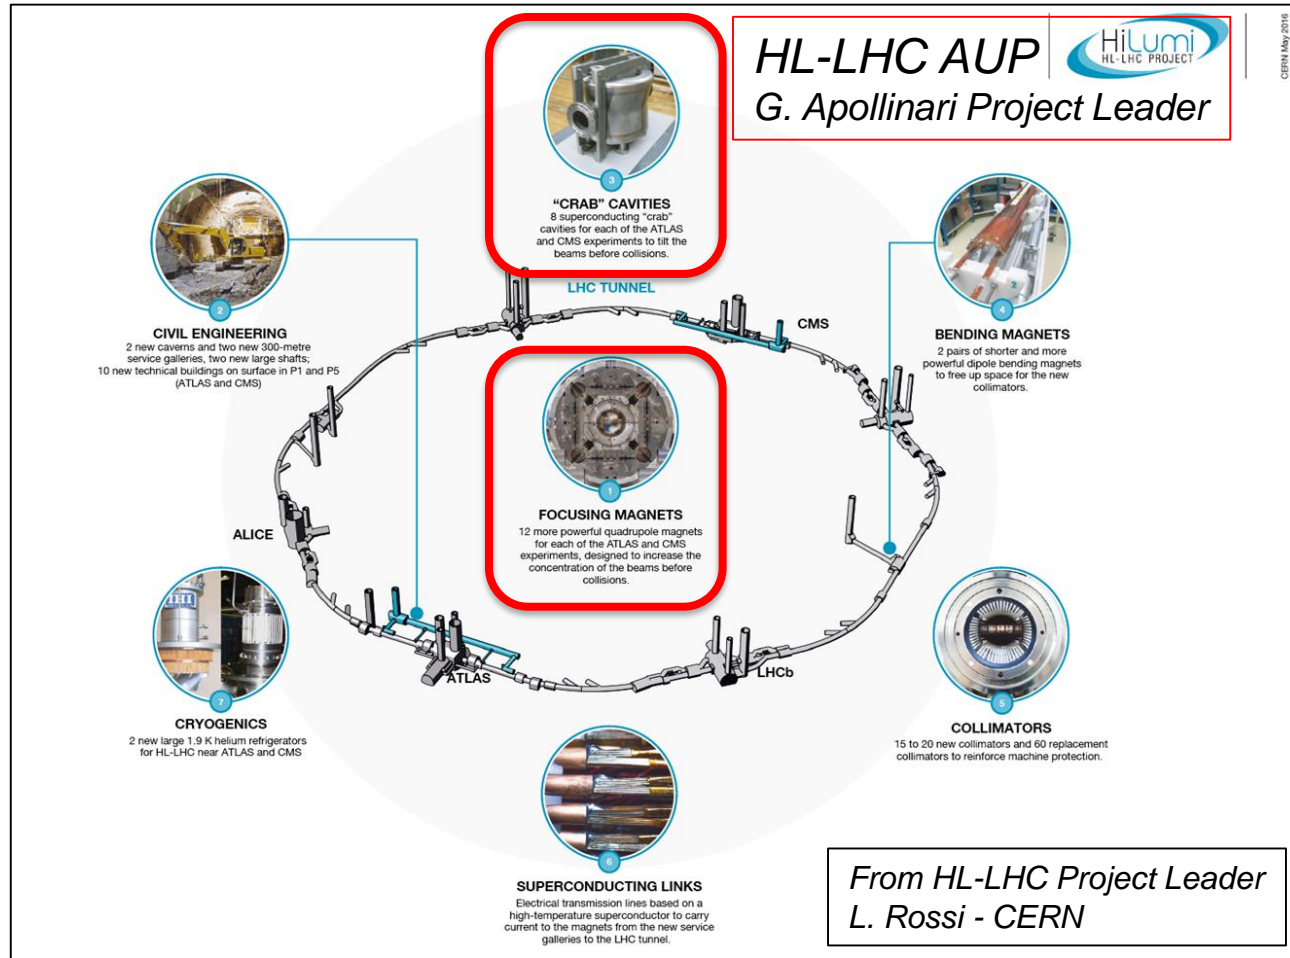 HL-LHC AUP
HiLumi
HL-LHC PROJECT
G. Apollinari Project Leader
CERN May 2016
3
"CRAB" CAVITIES
8 superconducting "crab"
cavities for each of the ATLAS
and CMS experiments to tilt the
beams before collisions.
2
CIVIL ENGINEERING
2 new caverns and two new 300-metre
service galleries, two new large shafts;
10 new technical buildings on surface in P1 and P5
(ATLAS and CMS)
LHC TUNNEL
CMS
2
4
BENDING MAGNETS
2 pairs of shorter and more
powerful dipole bending magnets
to free up space for the new
collimators.
1
FOCUSING MAGNETS
12 more powerful quadrupole magnets
for each of the ATLAS and CMS
experiments, designed to increase the
concentration of the beams before
collisions.
ALICE
ATLAS
LHCb
IHI
7
CRYOGENICS
2 new large 1.9 K helium refrigerators
for HL-LHC near ATLAS and CMS
5
COLLIMATORS
15 to 20 new collimators and 60 replacement
collimators to reinforce machine protection.
6
SUPERCONDUCTING LINKS
Electrical transmission lines based on a
high-temperature superconductor to carry
current to the magnets from the new service
galleries to the LHC tunnel.
From HL-LHC Project Leader
L. Rossi - CERN